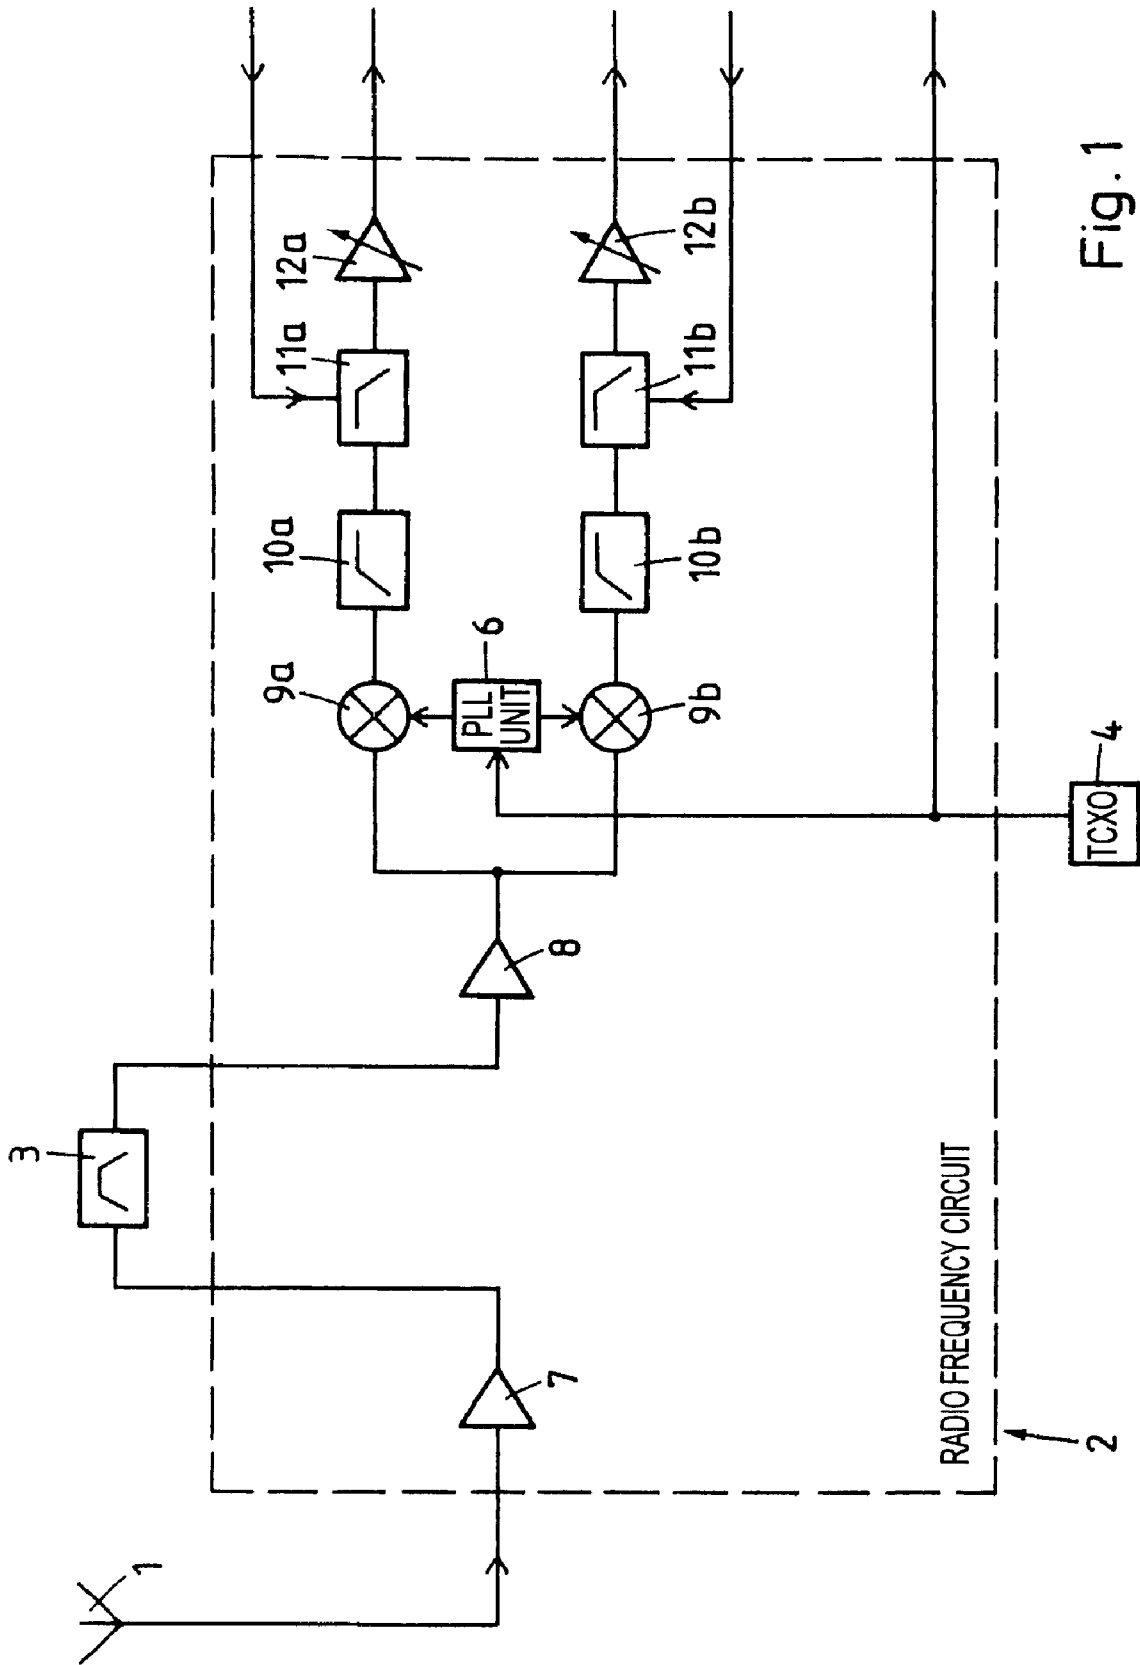 1
2
RADIO FREQUENCY CIRCUIT
3
7
8
4
TCXO
6
PLL
UNIT
9a
9b
10a
10b
11a
11b
12a
12b
Fig. 1